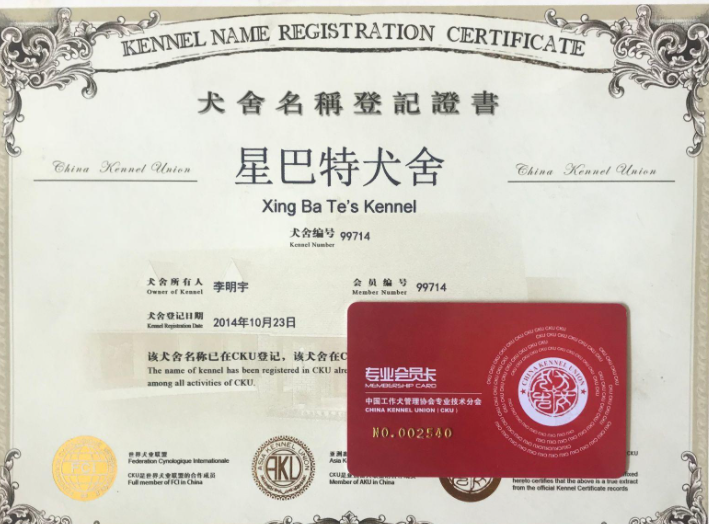 KENNEL NAME REGISTRATION CERTIFICATE
犬舍名稱登記證書
China Kennel Union
星巴特犬舍
China Kennel Union
Xing Ba Te's Kennel
犬舍编号 99714
Kennel Number
犬舍所有人 李明宇
Owner of Kennel
会员编号 99714
Member Number
犬舍登记日期 2014年10月23日
Kennel Registration Date
该犬舍名称已在CKU登记，该犬舍在C
The name of kennel has been registered in CKU alre
among all activities of CKU.
专业会员卡
MEMBERSHIP CARD
中国工作犬管理协会专业技术分会
CHINA KENNEL UNION (CKU)
NO.002540
CHINA KENNEL UNION
FCI
世界犬业联盟
Federation Cynologique Internationale
CKU是世界犬业联盟的合作成员
Full member of FCI in China
ASIA KENNEL UNION
AKU
Asia K
Member of AKU in China
hereto certifies that the above is a true extract
from the official Kennel Certificate records